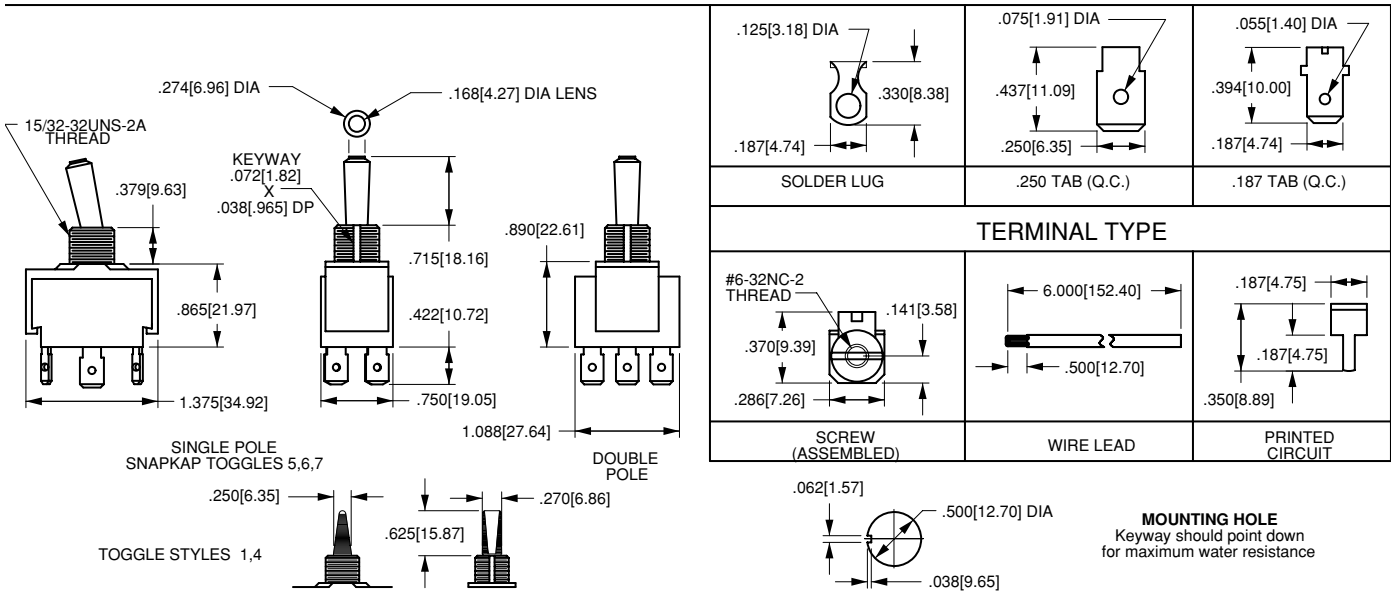 .274[6.96] DIA
.168[4.27] DIA LENS
15/32-32UNS-2A
THREAD
KEYWAY
.072[1.82]
X
.038[.965] DP
.379[9.63]
.715[18.16]
.890[22.61]
.865[21.97]
.422[10.72]
1.375[34.92]
.750[19.05]
1.088[27.64]
SINGLE POLE
SNAPKAP TOGGLES 5,6,7
DOUBLE
POLE
.250[6.35]
.270[6.86]
.625[15.87]
TOGGLE STYLES 1,4
.125[3.18] DIA
.330[8.38]
.187[4.74]
SOLDER LUG
.075[1.91] DIA
.437[11.09]
.250[6.35]
.250 TAB (Q.C.)
.055[1.40] DIA
.394[10.00]
.187[4.74]
.187 TAB (Q.C.)
TERMINAL TYPE
#6-32NC-2
THREAD
.141[3.58]
.370[9.39]
.286[7.26]
SCREW
(ASSEMBLED)
6.000[152.40]
.500[12.70]
WIRE LEAD
.187[4.75]
.187[4.75]
.350[8.89]
PRINTED
CIRCUIT
.062[1.57]
.500[12.70] DIA
.038[9.65]
MOUNTING HOLE
Keyway should point down
for maximum water resistance